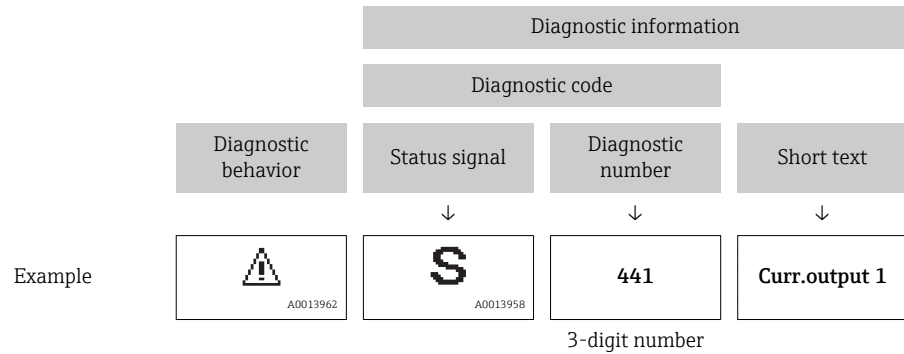 Diagnostic information
Diagnostic code
Diagnostic
behavior
Status signal
Diagnostic
number
Short text
↓ ↓ ↓
Example
A0013962
S
A0013958
441
Curr.output 1
3-digit number